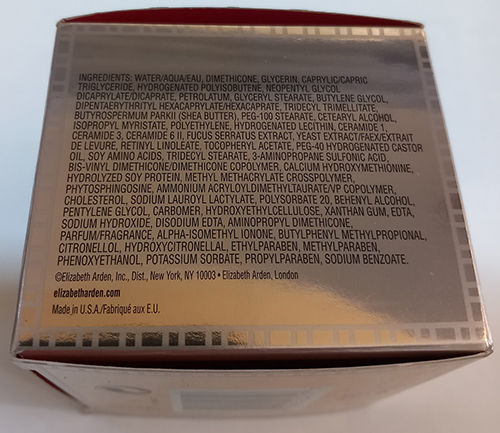 INGREDIENTS: WATER/AQUA/EAU, DIMETHICONE, GLYCERIN, CAPRYLIC/CAPRIC
TRIGLYCERIDE, HYDROGENATED POLYISOBUTENE, NEOPENTYL GLYCOL
DICAPRYLATE/DICAPRATE, PETROLATUM, GLYCERYL STEARATE, BUTYLENE GLYCOL,
DIPENTAERYTHRITYL HEXACAPRYLATE/HEXACAPRATE, TRIDECYL TRIMELLITATE,
BUTYROSPERMUM PARKII (SHEA BUTTER), PEG-100 STEARATE, CETEARYL ALCOHOL,
ISOPROPYL MYRISTATE, POLYETHYLENE, HYDROGENATED LECITHIN, CERAMIDE 1,
CERAMIDE 3, CERAMIDE 6 II, FUCUS SERRATUS EXTRACT, YEAST EXTRACT/FAEX/EXTRAIT
DE LEVURE, RETINYL LINOLEATE, TOCOPHERYL ACETATE, PEG-40 HYDROGENATED CASTOR
OIL, SOY AMINO ACIDS, TRIDECYL STEARATE, 3-AMINOPROPANE SULFONIC ACID,
BIS-VINYL DIMETHICONE/DIMETHICONE COPOLYMER, CALCIUM HYDROXYMETHIONINE,
HYDROLYZED SOY PROTEIN, METHYL METHACRYLATE CROSSPOLYMER,
PHYTOSPHINGOSINE, AMMONIUM ACRYLOYLDIMETHYLTAURATE/VP COPOLYMER,
CHOLESTEROL, SODIUM LAUROYL LACTYLATE, POLYSORBATE 20, BEHENYL ALCOHOL,
PENTYLENE GLYCOL, CARBOMER, HYDROXYETHYLCELLULOSE, XANTHAN GUM, EDTA,
SODIUM HYDROXIDE, DISODIUM EDTA, AMINOPROPYL DIMETHICONE,
PARFUM/FRAGRANCE, ALPHA-ISOMETHYL IONONE, BUTYLPHENYL METHYLPROPIONAL,
CITRONELLOL, HYDROXYCITRONELLAL, ETHYLPARABEN, METHYLPARABEN,
PHENOXYETHANOL, POTASSIUM SORBATE, PROPYLPARABEN, SODIUM BENZOATE.
©Elizabeth Arden, Inc., Dist., New York, NY 10003 • Elizabeth Arden, London
elizabetharden.com
Made in U.S.A./Fabriqué aux E.U.